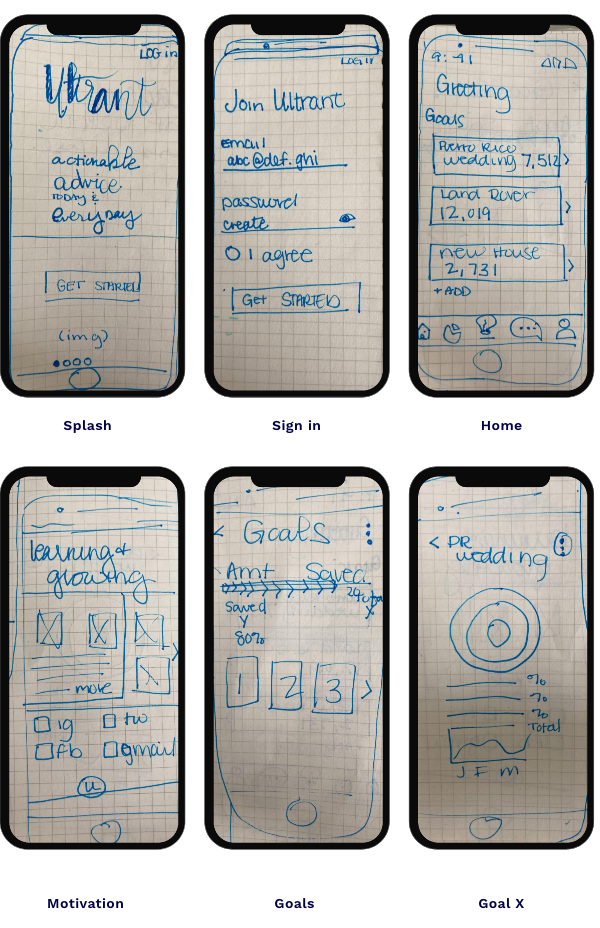 LOG in
Ultrant
actionable
advice.
TODAY &
everyday
GET STARTED
(img)
Splash
LOG in
Join Ultrant
email
abc@def.ghi
password
create
I agree
Get STARTED
Sign in
9:41
Greeting
Goals
Puerto Rico
wedding 7,512
Land Rover
12,019
new House
2,731
+ADD
Home
learning &
growing
more
ig
tw
fb
gmail
u
Motivation
< Goals
Amt Saved
Saved
Y
80%
X
1 2 3 >
Goals
< PR
wedding
%
%
%
Total
J F M
Goal X